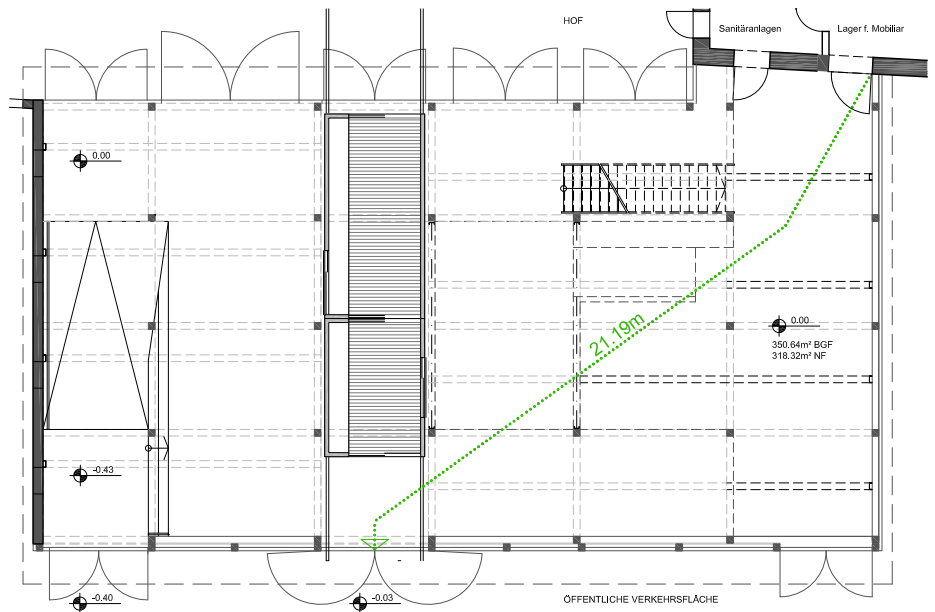 HOF
Sanitäranlagen
Lager f. Mobiliar
0.00
21.19m
0.00
350.64m² BGF
318.32m² NF
-0.43
-0.40
-0.03
ÖFFENTLICHE VERKEHRSFLÄCHE